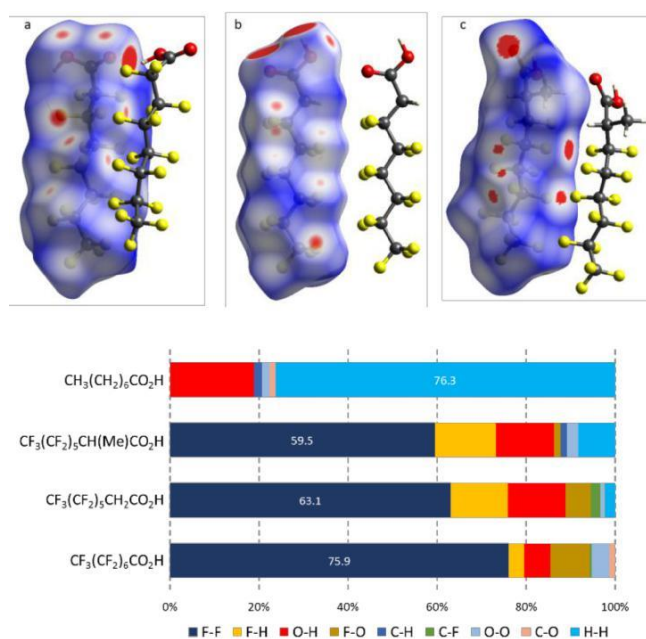 a
b
c
CH₃(CH₂)₆CO₂H
76.3
CF₃(CF₂)₅CH(Me)CO₂H
59.5
CF₃(CF₂)₅CH₂CO₂H
63.1
CF₃(CF₂)₆CO₂H
75.9
0% 20% 40% 60% 80% 100%
F-F F-H O-H F-O C-H C-F O-O C-O H-H